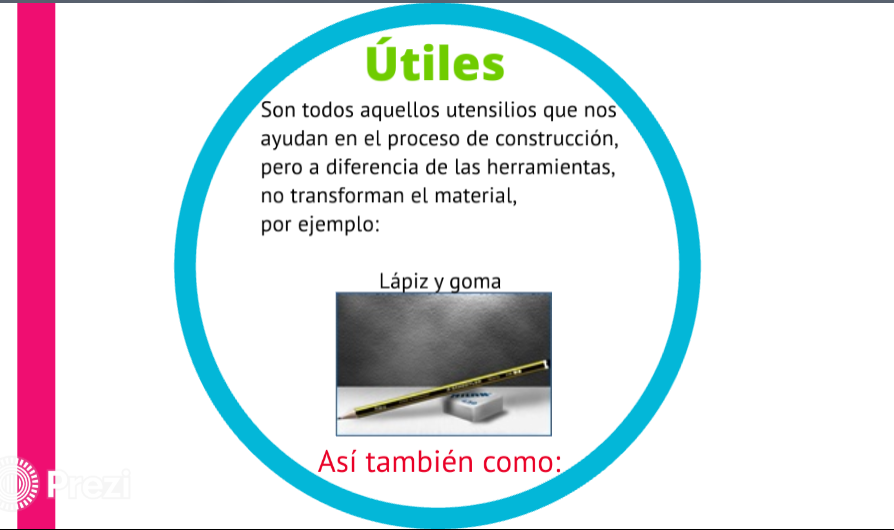 Útiles
Son todos aquellos utensilios que nos
ayudan en el proceso de construcción,
pero a diferencia de las herramientas,
no transforman el material,
por ejemplo:
Lápiz y goma
Así también como:
Prezi